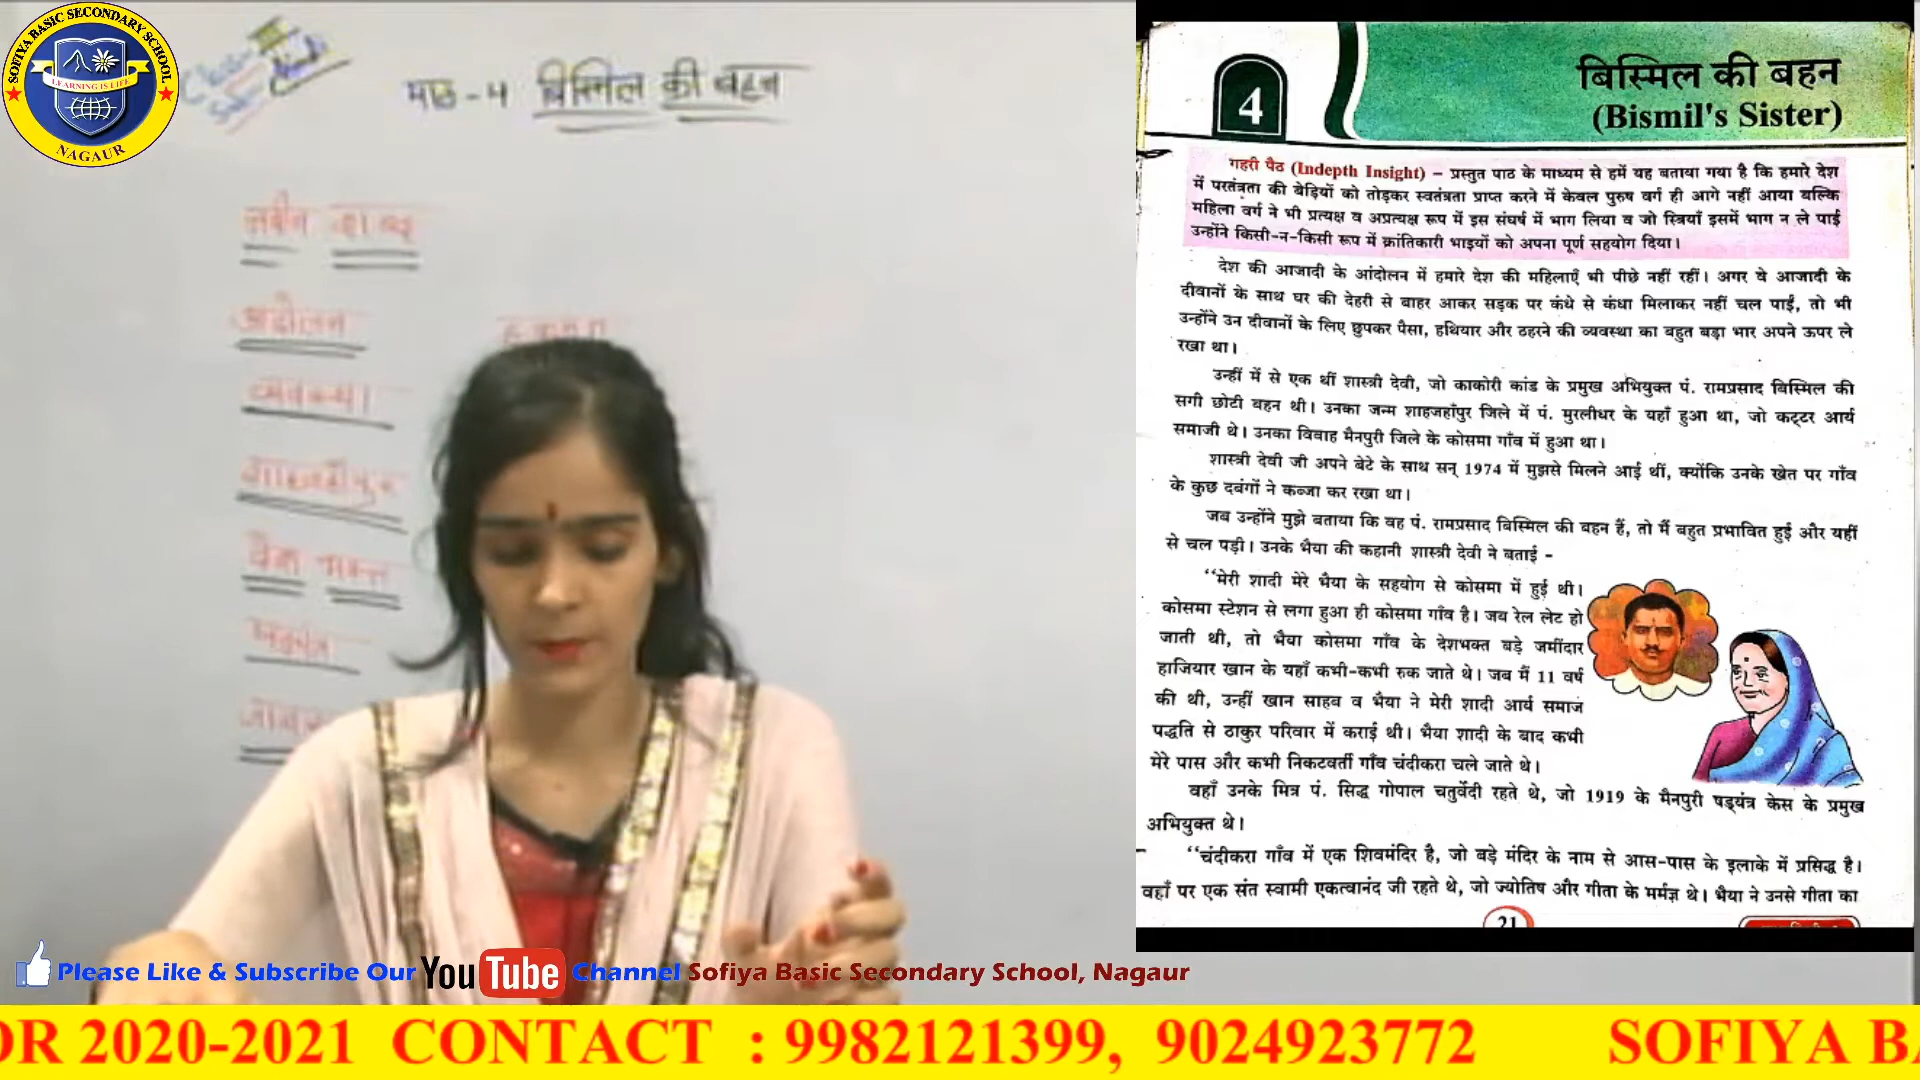 SOFIYA BASIC SECONDARY SCHOOL
LEARNING IS LIFE
NAGAUR
पाठ - 4 बिस्मिल की बहन
नवीन शब्द
आंदोलन
व्यवस्था
शाहजहाँपुर
देश भक्त
4
बिस्मिल की बहन
(Bismil's Sister)
गहरी पैठ (Indepth Insight) – प्रस्तुत पाठ के माध्यम से हमें यह बताया गया है कि हमारे देश
में परतंत्रता की बेड़ियों को तोड़कर स्वतंत्रता प्राप्त करने में केवल पुरुष वर्ग ही आगे नहीं आया बल्कि
महिला वर्ग ने भी प्रत्यक्ष व अप्रत्यक्ष रूप में इस संघर्ष में भाग लिया व जो स्त्रियाँ इसमें भाग न ले पाई
उन्होंने किसी-न-किसी रूप में क्रांतिकारी भाइयों को अपना पूर्ण सहयोग दिया।
देश की आजादी के आंदोलन में हमारे देश की महिलाएँ भी पीछे नहीं रहीं। अगर वे आजादी के
दीवानों के साथ घर की देहरी से बाहर आकर सड़क पर कंधे से कंधा मिलाकर नहीं चल पाईं, तो भी
उन्होंने उन दीवानों के लिए छुपकर पैसा, हथियार और ठहरने की व्यवस्था का बहुत बड़ा भार अपने ऊपर ले
रखा था।
उन्हीं में से एक थीं शास्त्री देवी, जो काकोरी कांड के प्रमुख अभियुक्त पं. रामप्रसाद बिस्मिल की
सगी छोटी बहन थी। उनका जन्म शाहजहाँपुर जिले में पं. मुरलीधर के यहाँ हुआ था, जो कट्टर आर्य
समाजी थे। उनका विवाह मैनपुरी जिले के कोसमा गाँव में हुआ था।
शास्त्री देवी जी अपने बेटे के साथ सन् 1974 में मुझसे मिलने आई थीं, क्योंकि उनके खेत पर गाँव
के कुछ दबंगों ने कब्जा कर रखा था।
जब उन्होंने मुझे बताया कि वह पं. रामप्रसाद बिस्मिल की बहन हैं, तो मैं बहुत प्रभावित हुई और यहीं
से चल पड़ी। उनके भैया की कहानी शास्त्री देवी ने बताई -
‘‘मेरी शादी मेरे भैया के सहयोग से कोसमा में हुई थी।
कोसमा स्टेशन से लगा हुआ ही कोसमा गाँव है। जब रेल लेट हो
जाती थी, तो भैया कोसमा गाँव के देशभक्त बड़े जमींदार
हाजियार खान के यहाँ कभी-कभी रुक जाते थे। जब मैं 11 वर्ष
की थी, उन्हीं खान साहब व भैया ने मेरी शादी आर्य समाज
पद्धति से ठाकुर परिवार में कराई थी। भैया शादी के बाद कभी
मेरे पास और कभी निकटवर्ती गाँव चंदीकरा चले जाते थे।
वहाँ उनके मित्र पं. सिद्ध गोपाल चतुर्वेदी रहते थे, जो 1919 के मैनपुरी षड्यंत्र केस के प्रमुख
अभियुक्त थे।
‘‘चंदीकरा गाँव में एक शिवमंदिर है, जो बड़े मंदिर के नाम से आस-पास के इलाके में प्रसिद्ध है।
वहाँ पर एक संत स्वामी एकत्वानंद जी रहते थे, जो ज्योतिष और गीता के मर्मज्ञ थे। भैया ने उनसे गीता का
21
Please Like & Subscribe Our YouTube Channel Sofiya Basic Secondary School, Nagaur
OR 2020-2021 CONTACT : 9982121399, 9024923772 SOFIYA BA